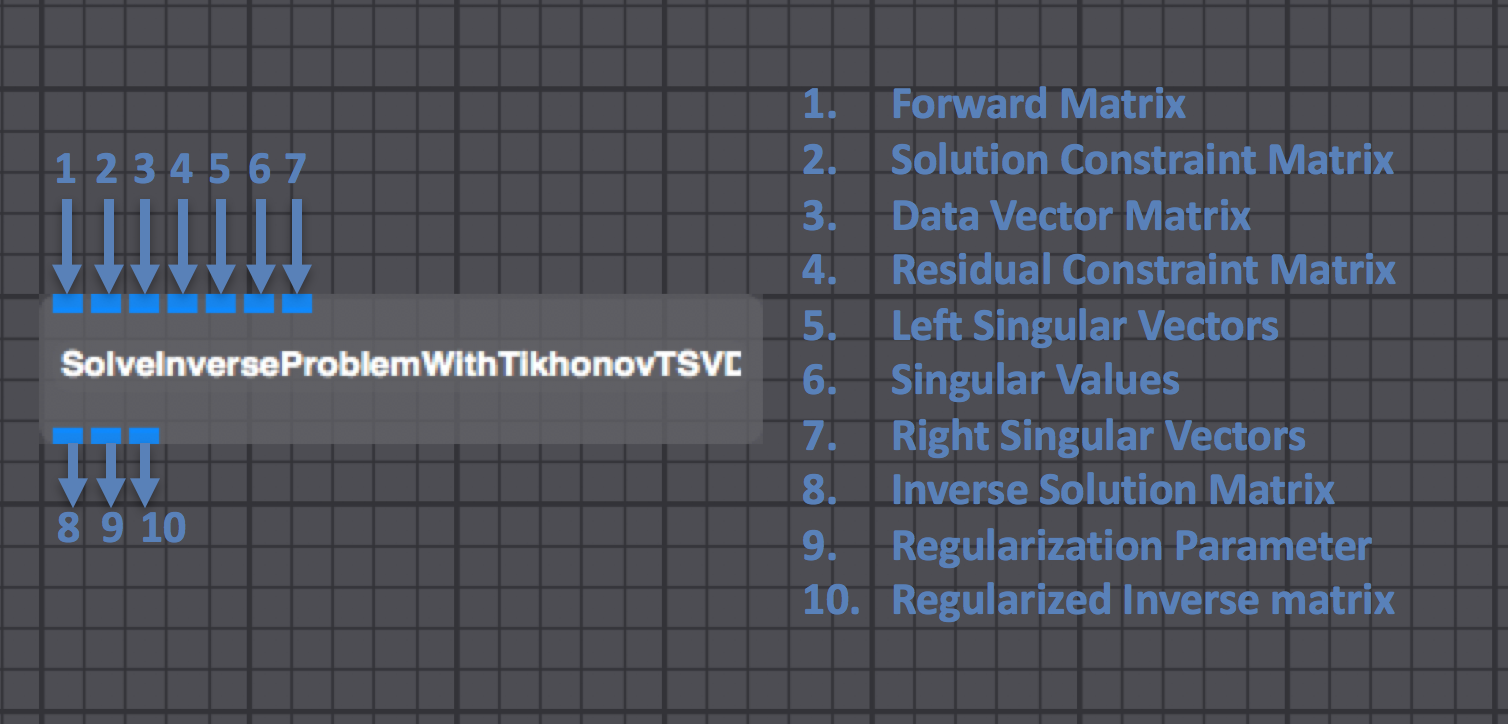 1 2 3 4 5 6 7
SolveInverseProblemWithTikhonovTSVD
8 9 10
1. Forward Matrix
2. Solution Constraint Matrix
3. Data Vector Matrix
4. Residual Constraint Matrix
5. Left Singular Vectors
6. Singular Values
7. Right Singular Vectors
8. Inverse Solution Matrix
9. Regularization Parameter
10. Regularized Inverse matrix